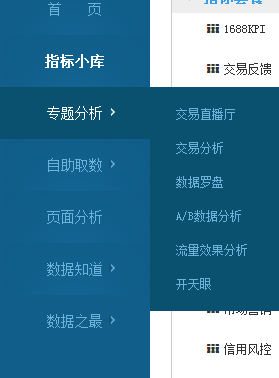 首 页
指标小库
专题分析 ›
自助取数 ›
页面分析
数据知道 ›
数据之最 ›
交易直播厅
交易分析
数据罗盘
A/B数据分析
流量效果分析
开天眼
1688KPI
交易反馈
信用风控